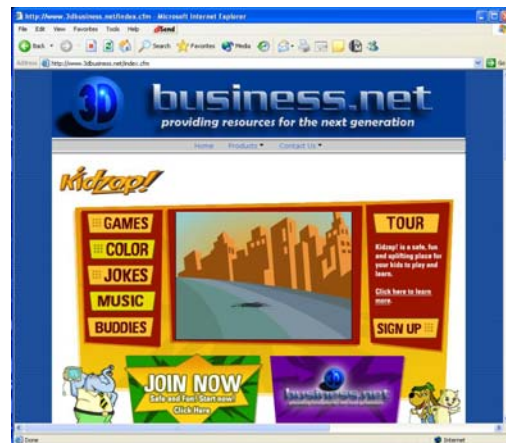 http://www.3dbusiness.net/index.cfm - Microsoft Internet Explorer
File Edit View Favorites Tools Help
Back Search Favorites Media
Address http://www.3dbusiness.net/index.cfm Go
3D business.net
providing resources for the next generation
Home Products Contact Us
Kidzap!
GAMES
COLOR
JOKES
MUSIC
BUDDIES
TOUR
Kidzap! is a safe, fun
and uplifting place for
your kids to play and
learn.
Click here to learn
more.
SIGN UP
JOIN NOW
Safe and Fun! Start now!
Click Here
3D
business.net
Done Internet